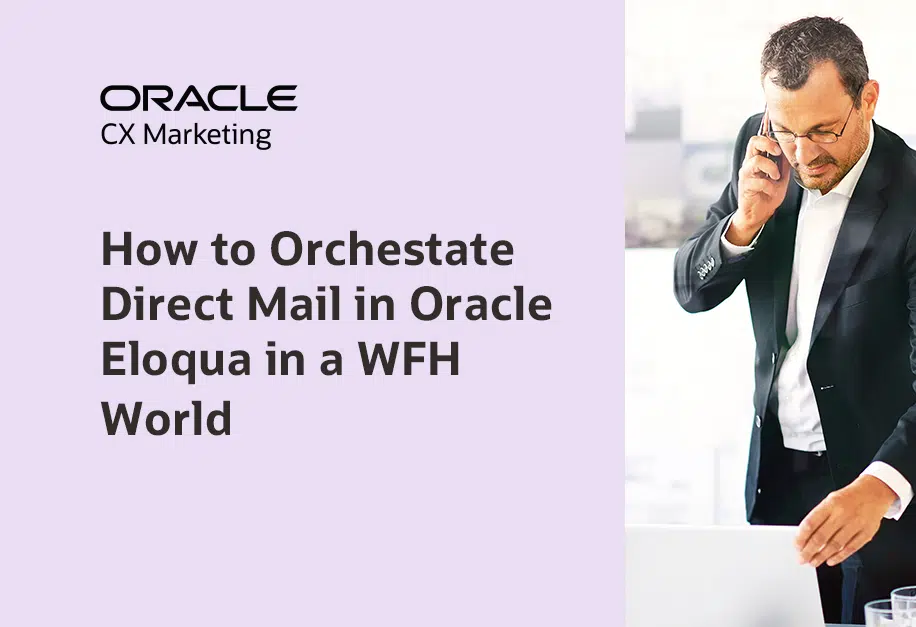 ORACLE
CX Marketing
How to Orchestate
Direct Mail in Oracle
Eloqua in a WFH
World